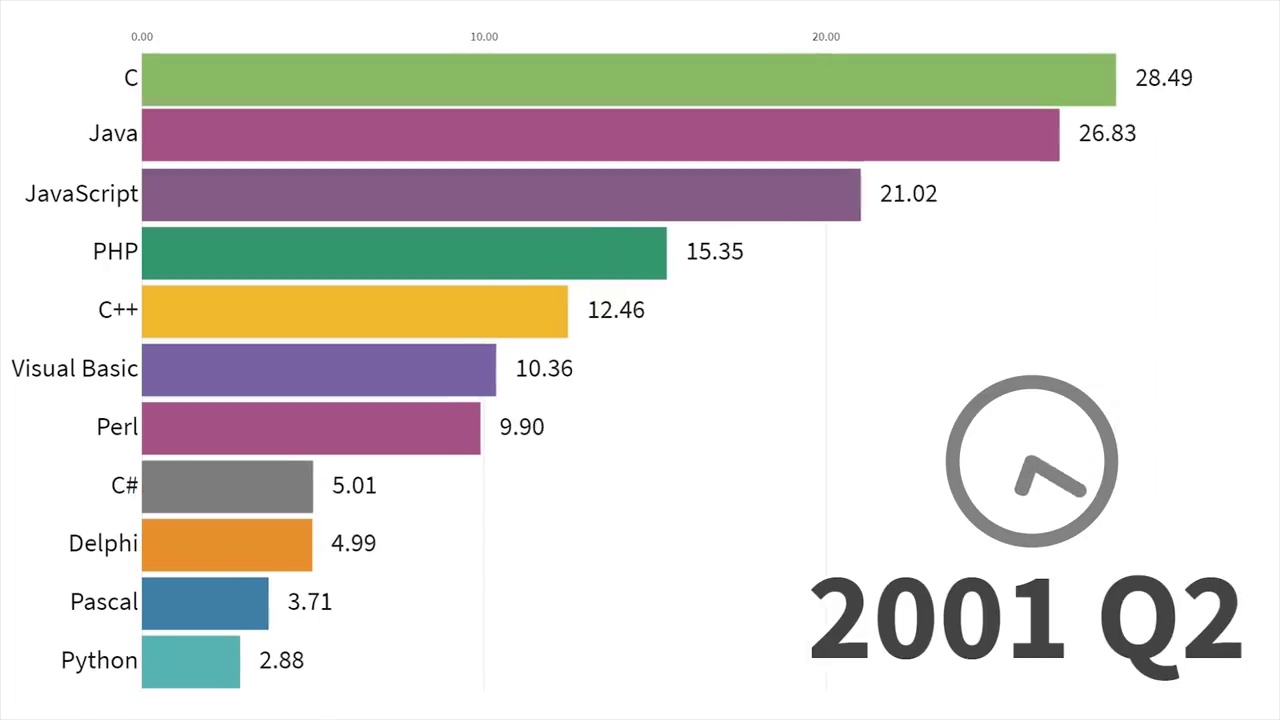 0.00 10.00 20.00
C 28.49
Java 26.83
JavaScript 21.02
PHP 15.35
C++ 12.46
Visual Basic 10.36
Perl 9.90
C# 5.01
Delphi 4.99
Pascal 3.71
Python 2.88
2001 Q2